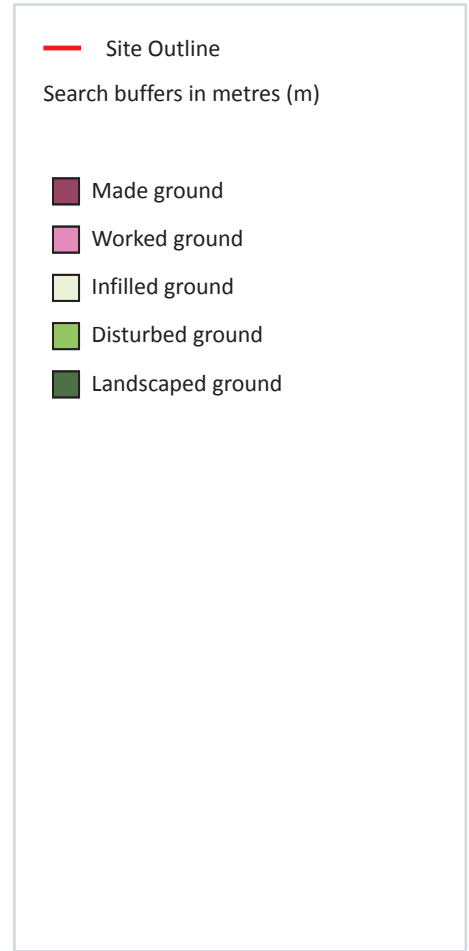 Site Outline
Search buffers in metres (m)
Made ground
Worked ground
Infilled ground
Disturbed ground
Landscaped ground